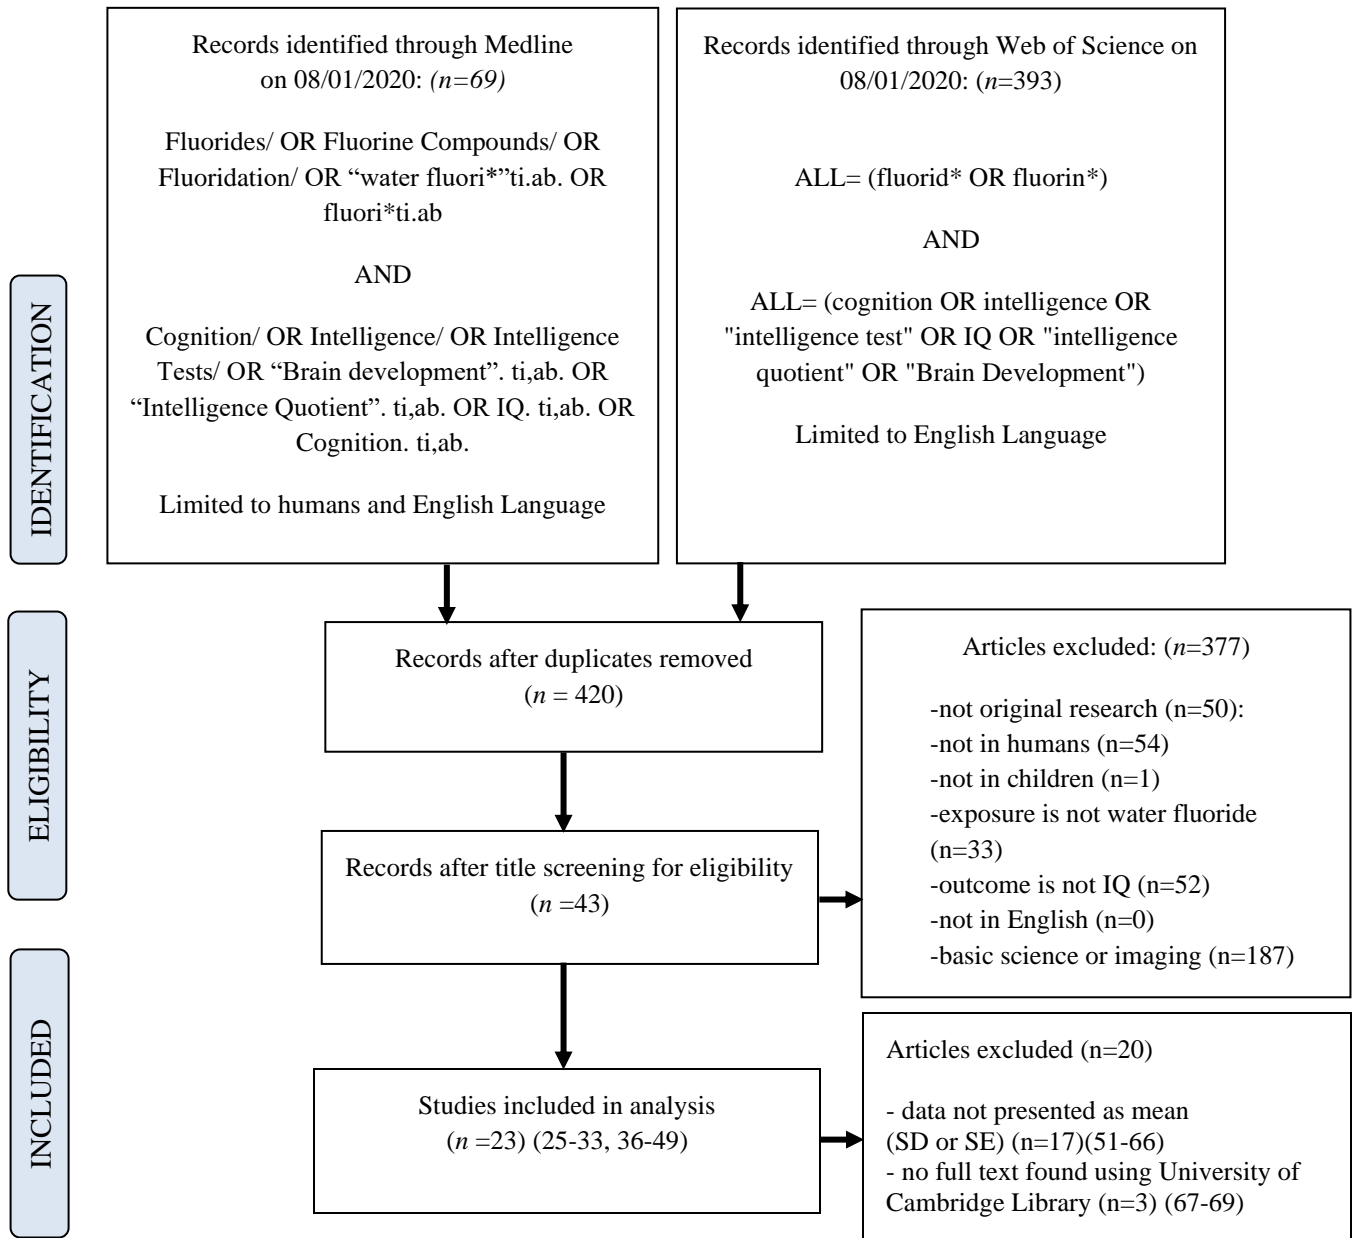 Records identified through Medline
on 08/01/2020: (n=69)
Fluorides/ OR Fluorine Compounds/ OR
Fluoridation/ OR “water fluori*”ti.ab. OR
fluori*ti.ab
AND
Cognition/ OR Intelligence/ OR Intelligence
Tests/ OR “Brain development”. ti,ab. OR
“Intelligence Quotient”. ti,ab. OR IQ. ti,ab. OR
Cognition. ti,ab.
Limited to humans and English Language
Records identified through Web of Science on
08/01/2020: (n=393)
ALL= (fluorid* OR fluorin*)
AND
ALL= (cognition OR intelligence OR
"intelligence test" OR IQ OR "intelligence
quotient" OR "Brain Development")
Limited to English Language
IDENTIFICATION
Records after duplicates removed
(n = 420)
Articles excluded: (n=377)
-not original research (n=50):
-not in humans (n=54)
-not in children (n=1)
-exposure is not water fluoride
(n=33)
-outcome is not IQ (n=52)
-not in English (n=0)
-basic science or imaging (n=187)
ELIGIBILITY
Records after title screening for eligibility
(n =43)
INCLUDED
Studies included in analysis
(n =23) (25-33, 36-49)
Articles excluded (n=20)
- data not presented as mean
(SD or SE) (n=17)(51-66)
- no full text found using University of
Cambridge Library (n=3) (67-69)